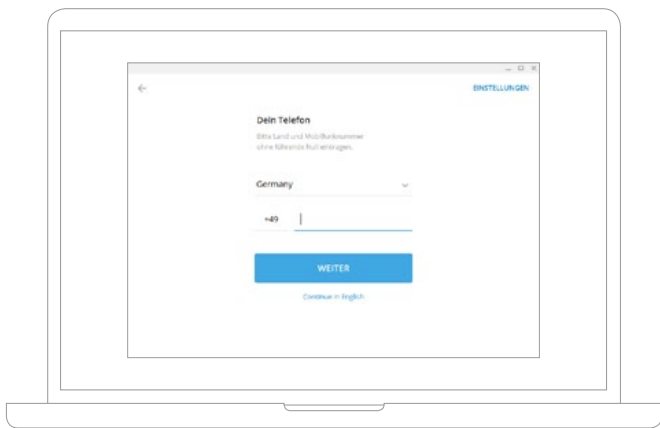 EINSTELLUNGEN
Dein Telefon
Bitte Land und Mobilfunknummer
ohne führende Null eintragen.
Germany
+49
WEITER
Continue in English